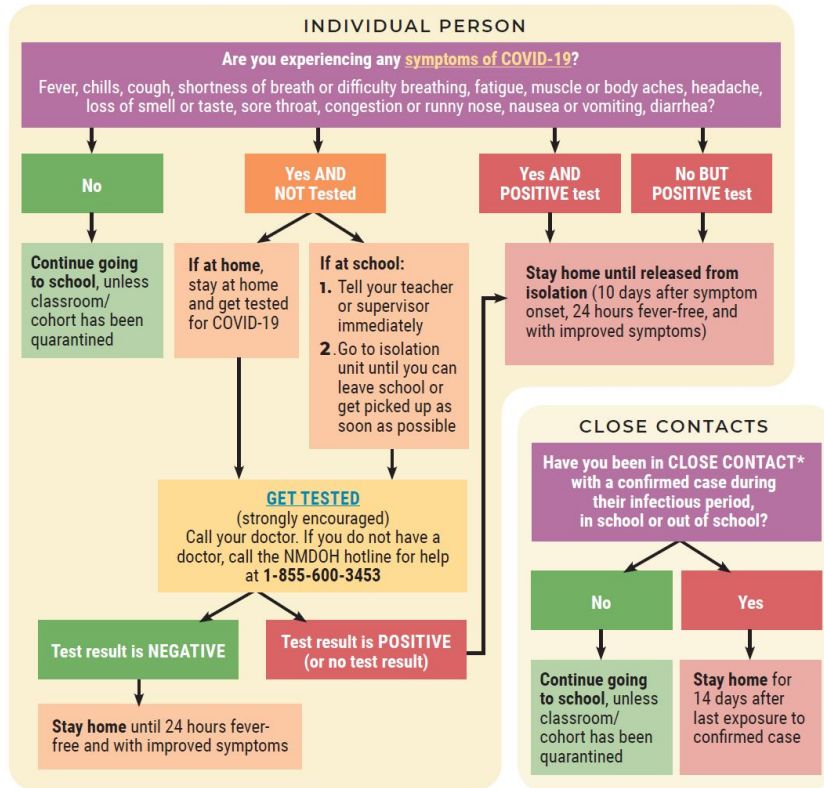 INDIVIDUAL PERSON
Are you experiencing any symptoms of COVID-19?
Fever, chills, cough, shortness of breath or difficulty breathing, fatigue, muscle or body aches, headache,
loss of smell or taste, sore throat, congestion or runny nose, nausea or vomiting, diarrhea?
No
Yes AND
NOT Tested
Yes AND
POSITIVE test
No BUT
POSITIVE test
Continue going
to school, unless
classroom/
cohort has been
quarantined
If at home,
stay at home
and get tested
for COVID-19
If at school:
1. Tell your teacher
or supervisor
immediately
2. Go to isolation
unit until you can
leave school or
get picked up as
soon as possible
Stay home until released from
isolation (10 days after symptom
onset, 24 hours fever-free, and
with improved symptoms)
GET TESTED
(strongly encouraged)
Call your doctor. If you do not have a
doctor, call the NMDOH hotline for help
at 1-855-600-3453
Test result is NEGATIVE
Test result is POSITIVE
(or no test result)
Stay home until 24 hours fever-
free and with improved symptoms
CLOSE CONTACTS
Have you been in CLOSE CONTACT*
with a confirmed case during
their infectious period,
in school or out of school?
No
Yes
Continue going
to school, unless
classroom/
cohort has been
quarantined
Stay home for
14 days after
last exposure to
confirmed case